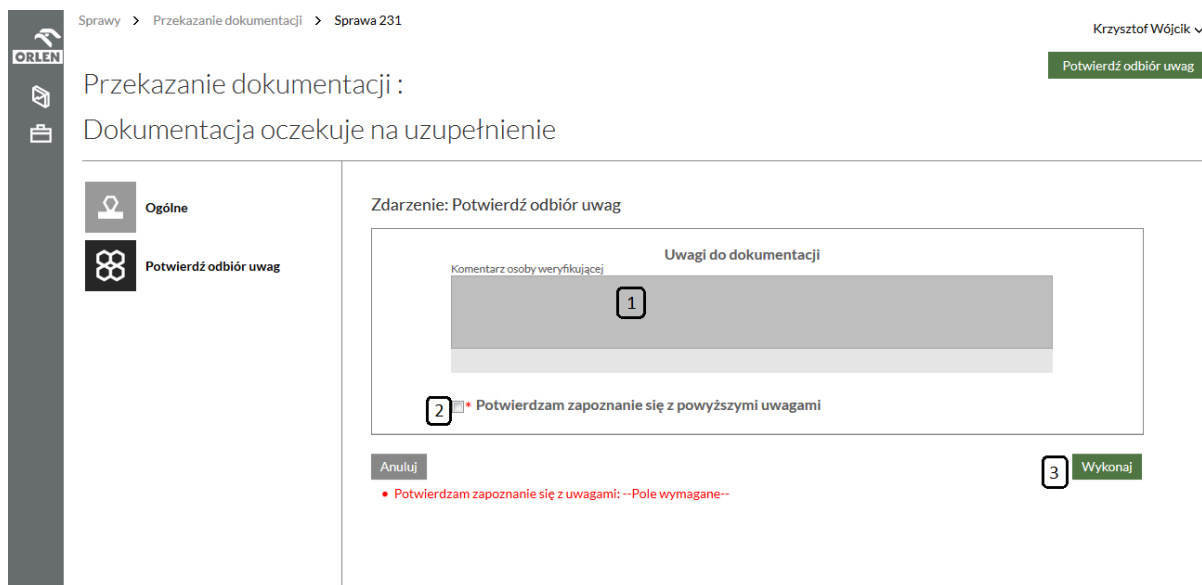 Sprawy > Przekazanie dokumentacji > Sprawa 231
Krzysztof Wójcik
ORLEN
Potwierdź odbiór uwag
Przekazanie dokumentacji :
Dokumentacja oczekuje na uzupełnienie
Ogólne
Potwierdź odbiór uwag
Zdarzenie: Potwierdź odbiór uwag
Uwagi do dokumentacji
Komentarz osoby weryfikującej
1
2 * Potwierdzam zapoznanie się z powyższymi uwagami
Anuluj
3 Wykonaj
• Potwierdzam zapoznanie się z uwagami: --Pole wymagane--